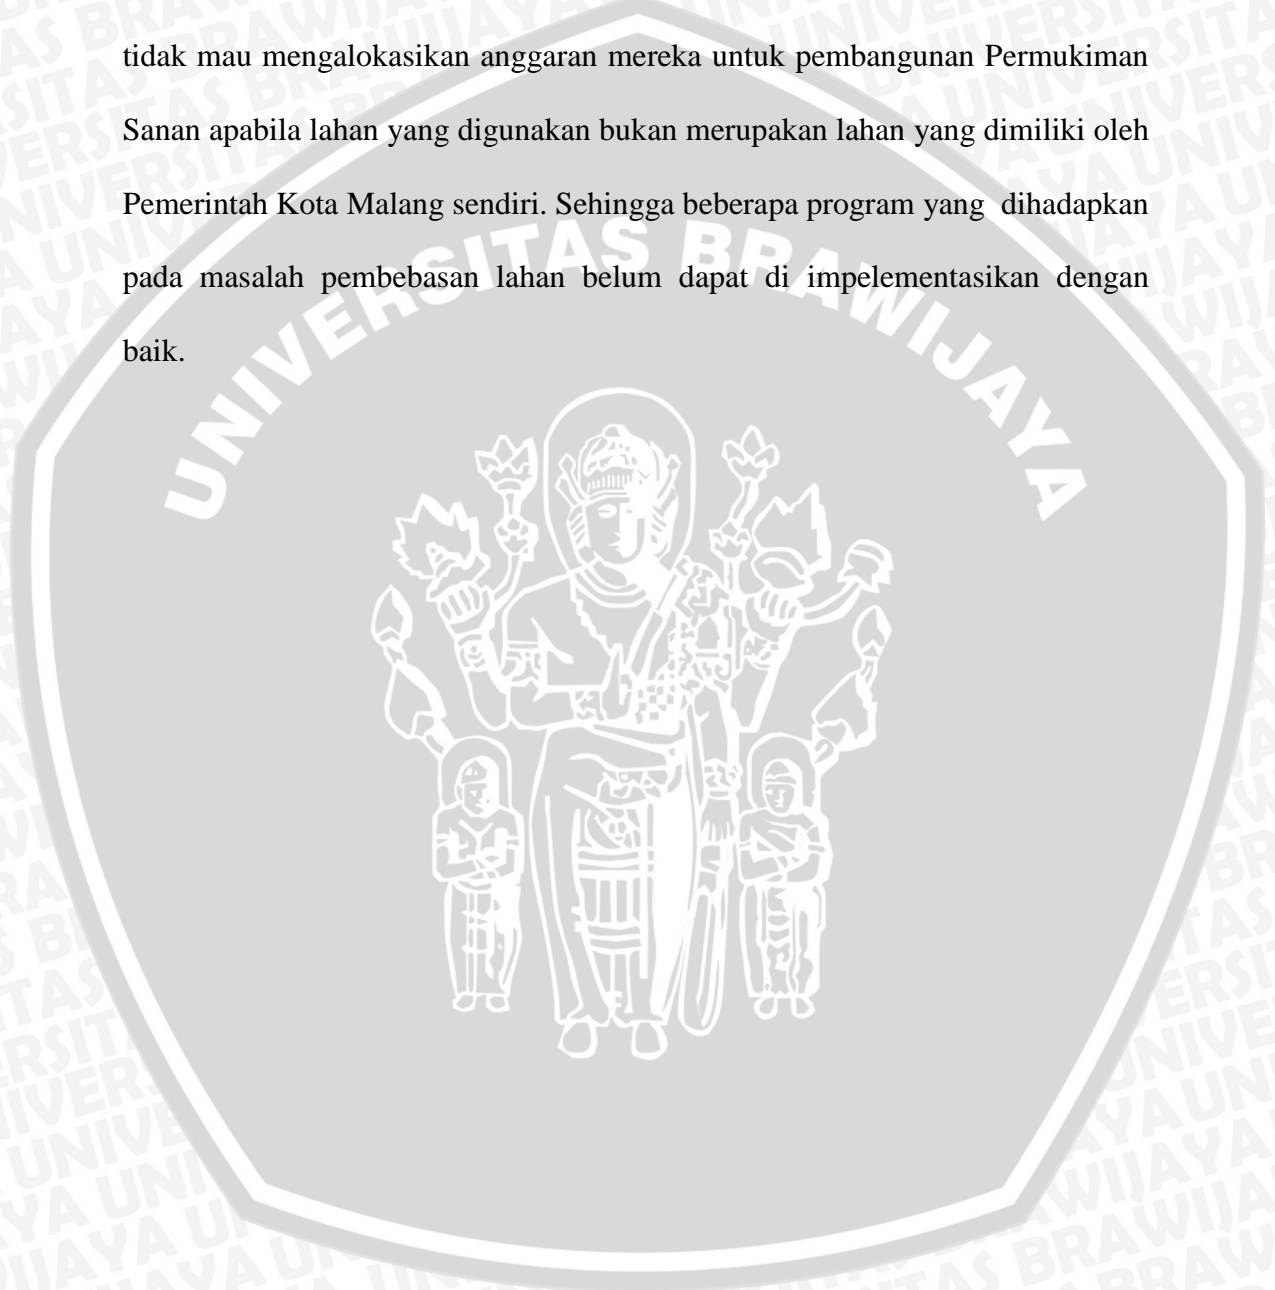 tidak mau mengalokasikan anggaran mereka untuk pembangunan Permukiman
Sanan apabila lahan yang digunakan bukan merupakan lahan yang dimiliki oleh
Pemerintah Kota Malang sendiri. Sehingga beberapa program yang dihadapkan
pada masalah pembebasan lahan belum dapat di impelementasikan dengan
baik.
UNIVERSITAS BRAWIJAYA